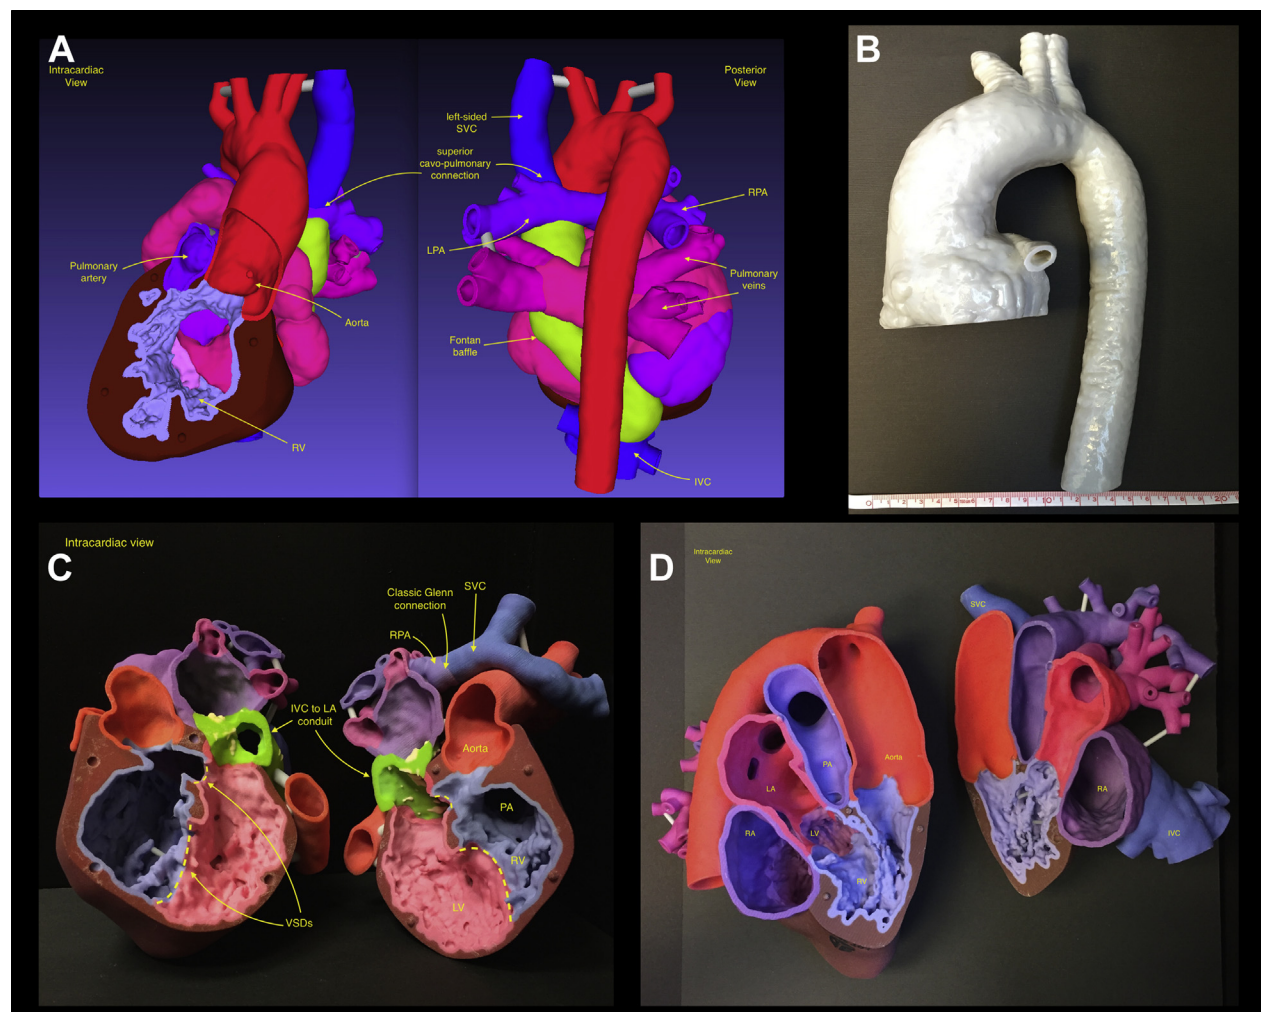 A
Intracardiac
View
Posterior
View
left-sided
SVC
superior
cavo-pulmonary
connection
RPA
LPA
Pulmonary
artery
Pulmonary
veins
Aorta
Fontan
baffle
RV
IVC
B
C
Intracardiac view
Classic Glenn
connection
SVC
RPA
IVC to LA
conduit
Aorta
PA
RV
LV
VSDs
D
Intracardiac
View
SVC
PA
Aorta
LA
RA
LV
RV
RA
IVC